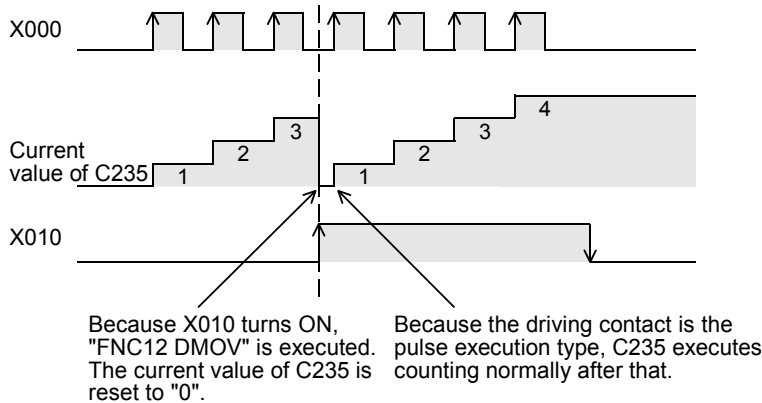 X000
Current
value of C235
1
2
3
1
2
3
4
X010
Because X010 turns ON,
"FNC12 DMOV" is executed.
The current value of C235 is
reset to "0".
Because the driving contact is the
pulse execution type, C235 executes
counting normally after that.